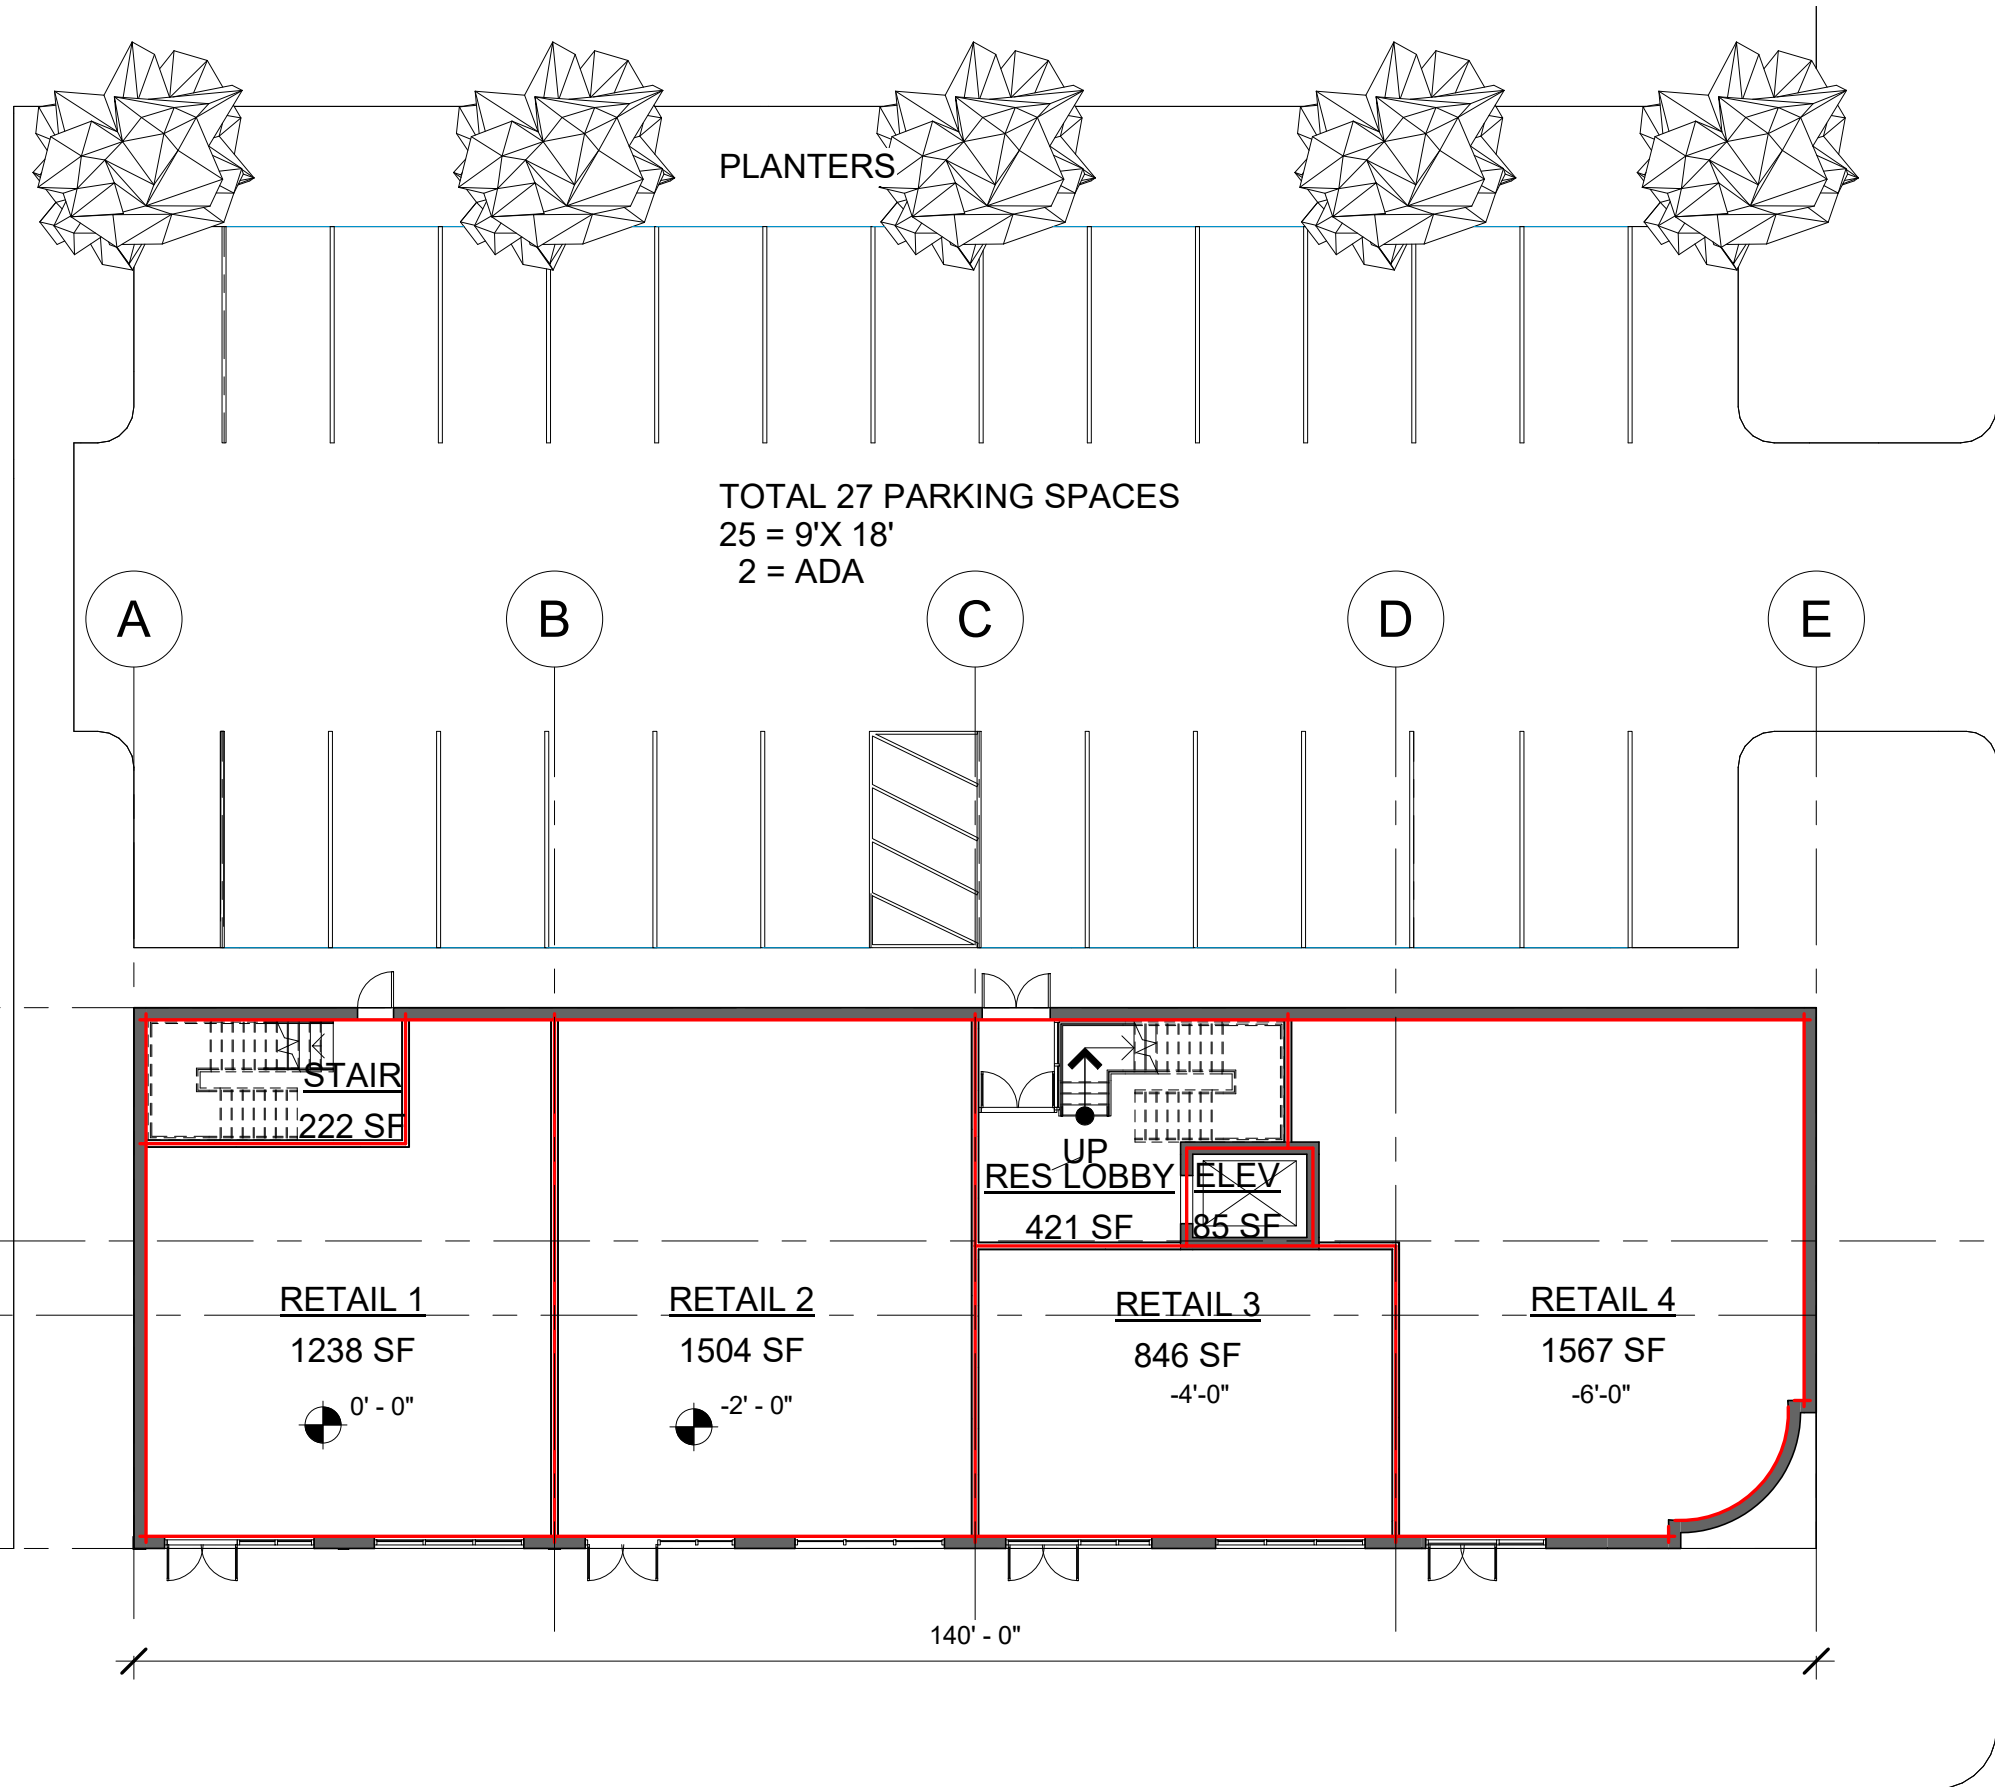 PLANTERS
TOTAL 27 PARKING SPACES
25 = 9'X 18'
2 = ADA
A
B
C
D
E
STAIR
222 SF
UP
RES LOBBY
421 SF
ELEV
85 SF
RETAIL 1
1238 SF
0' - 0"
RETAIL 2
1504 SF
-2' - 0"
RETAIL 3
846 SF
-4'-0"
RETAIL 4
1567 SF
-6'-0"
140' - 0"